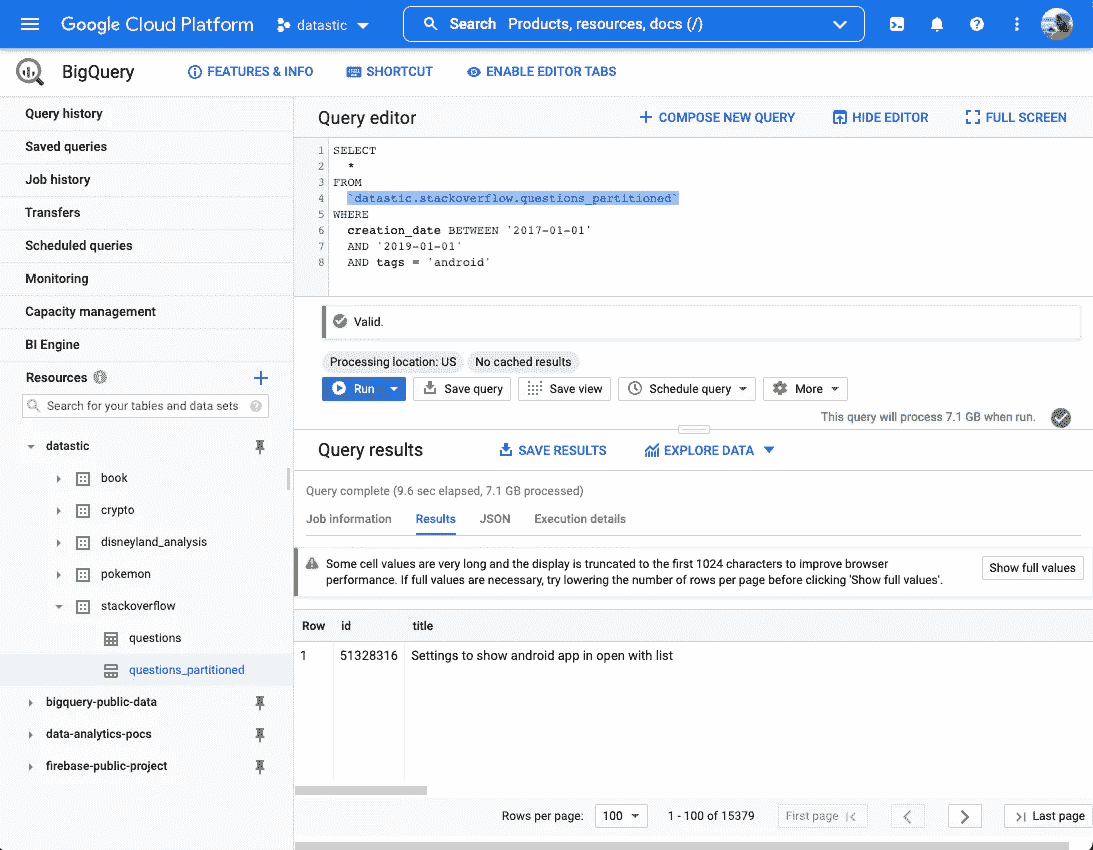 Google Cloud Platform
datastic
Search Products, resources, docs (/)
BigQuery
FEATURES & INFO
SHORTCUT
ENABLE EDITOR TABS
Query history
Saved queries
Job history
Transfers
Scheduled queries
Monitoring
Capacity management
BI Engine
Resources
Search for your tables and data sets
datastic
book
crypto
disneyland_analysis
pokemon
stackoverflow
questions
questions_partitioned
bigquery-public-data
data-analytics-pocs
firebase-public-project
Query editor
COMPOSE NEW QUERY
HIDE EDITOR
FULL SCREEN
1 SELECT
2 *
3 FROM
4 `datastic.stackoverflow.questions_partitioned`
5 WHERE
6 creation_date BETWEEN '2017-01-01'
7 AND '2019-01-01'
8 AND tags = 'android'
Valid.
Processing location: US No cached results
Run
Save query
Save view
Schedule query
More
This query will process 7.1 GB when run.
Query results
SAVE RESULTS
EXPLORE DATA
Query complete (9.6 sec elapsed, 7.1 GB processed)
Job information Results JSON Execution details
Some cell values are very long and the display is truncated to the first 1024 characters to improve browser
performance. If full values are necessary, try lowering the number of rows per page before clicking 'Show full values'.
Show full values
Row id title
1 51328316 Settings to show android app in open with list
Rows per page: 100 1 - 100 of 15379 First page Last page